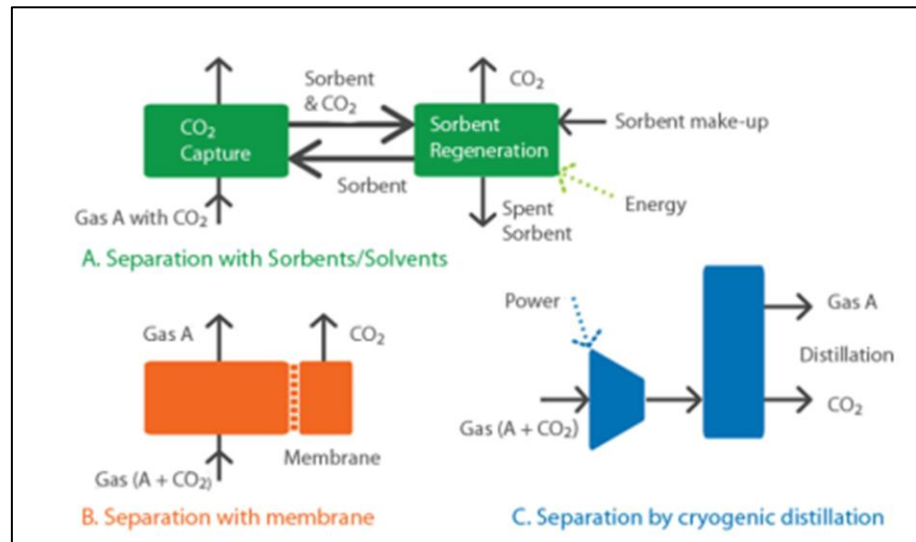 Sorbent
& CO₂
CO₂
CO₂
Capture
Sorbent
Regeneration
Sorbent make-up
Sorbent
Gas A with CO₂
Spent
Sorbent
Energy
A. Separation with Sorbents/Solvents
Gas A
CO₂
Gas (A + CO₂)
Membrane
B. Separation with membrane
Power
Gas A
Distillation
CO₂
Gas (A + CO₂)
C. Separation by cryogenic distillation